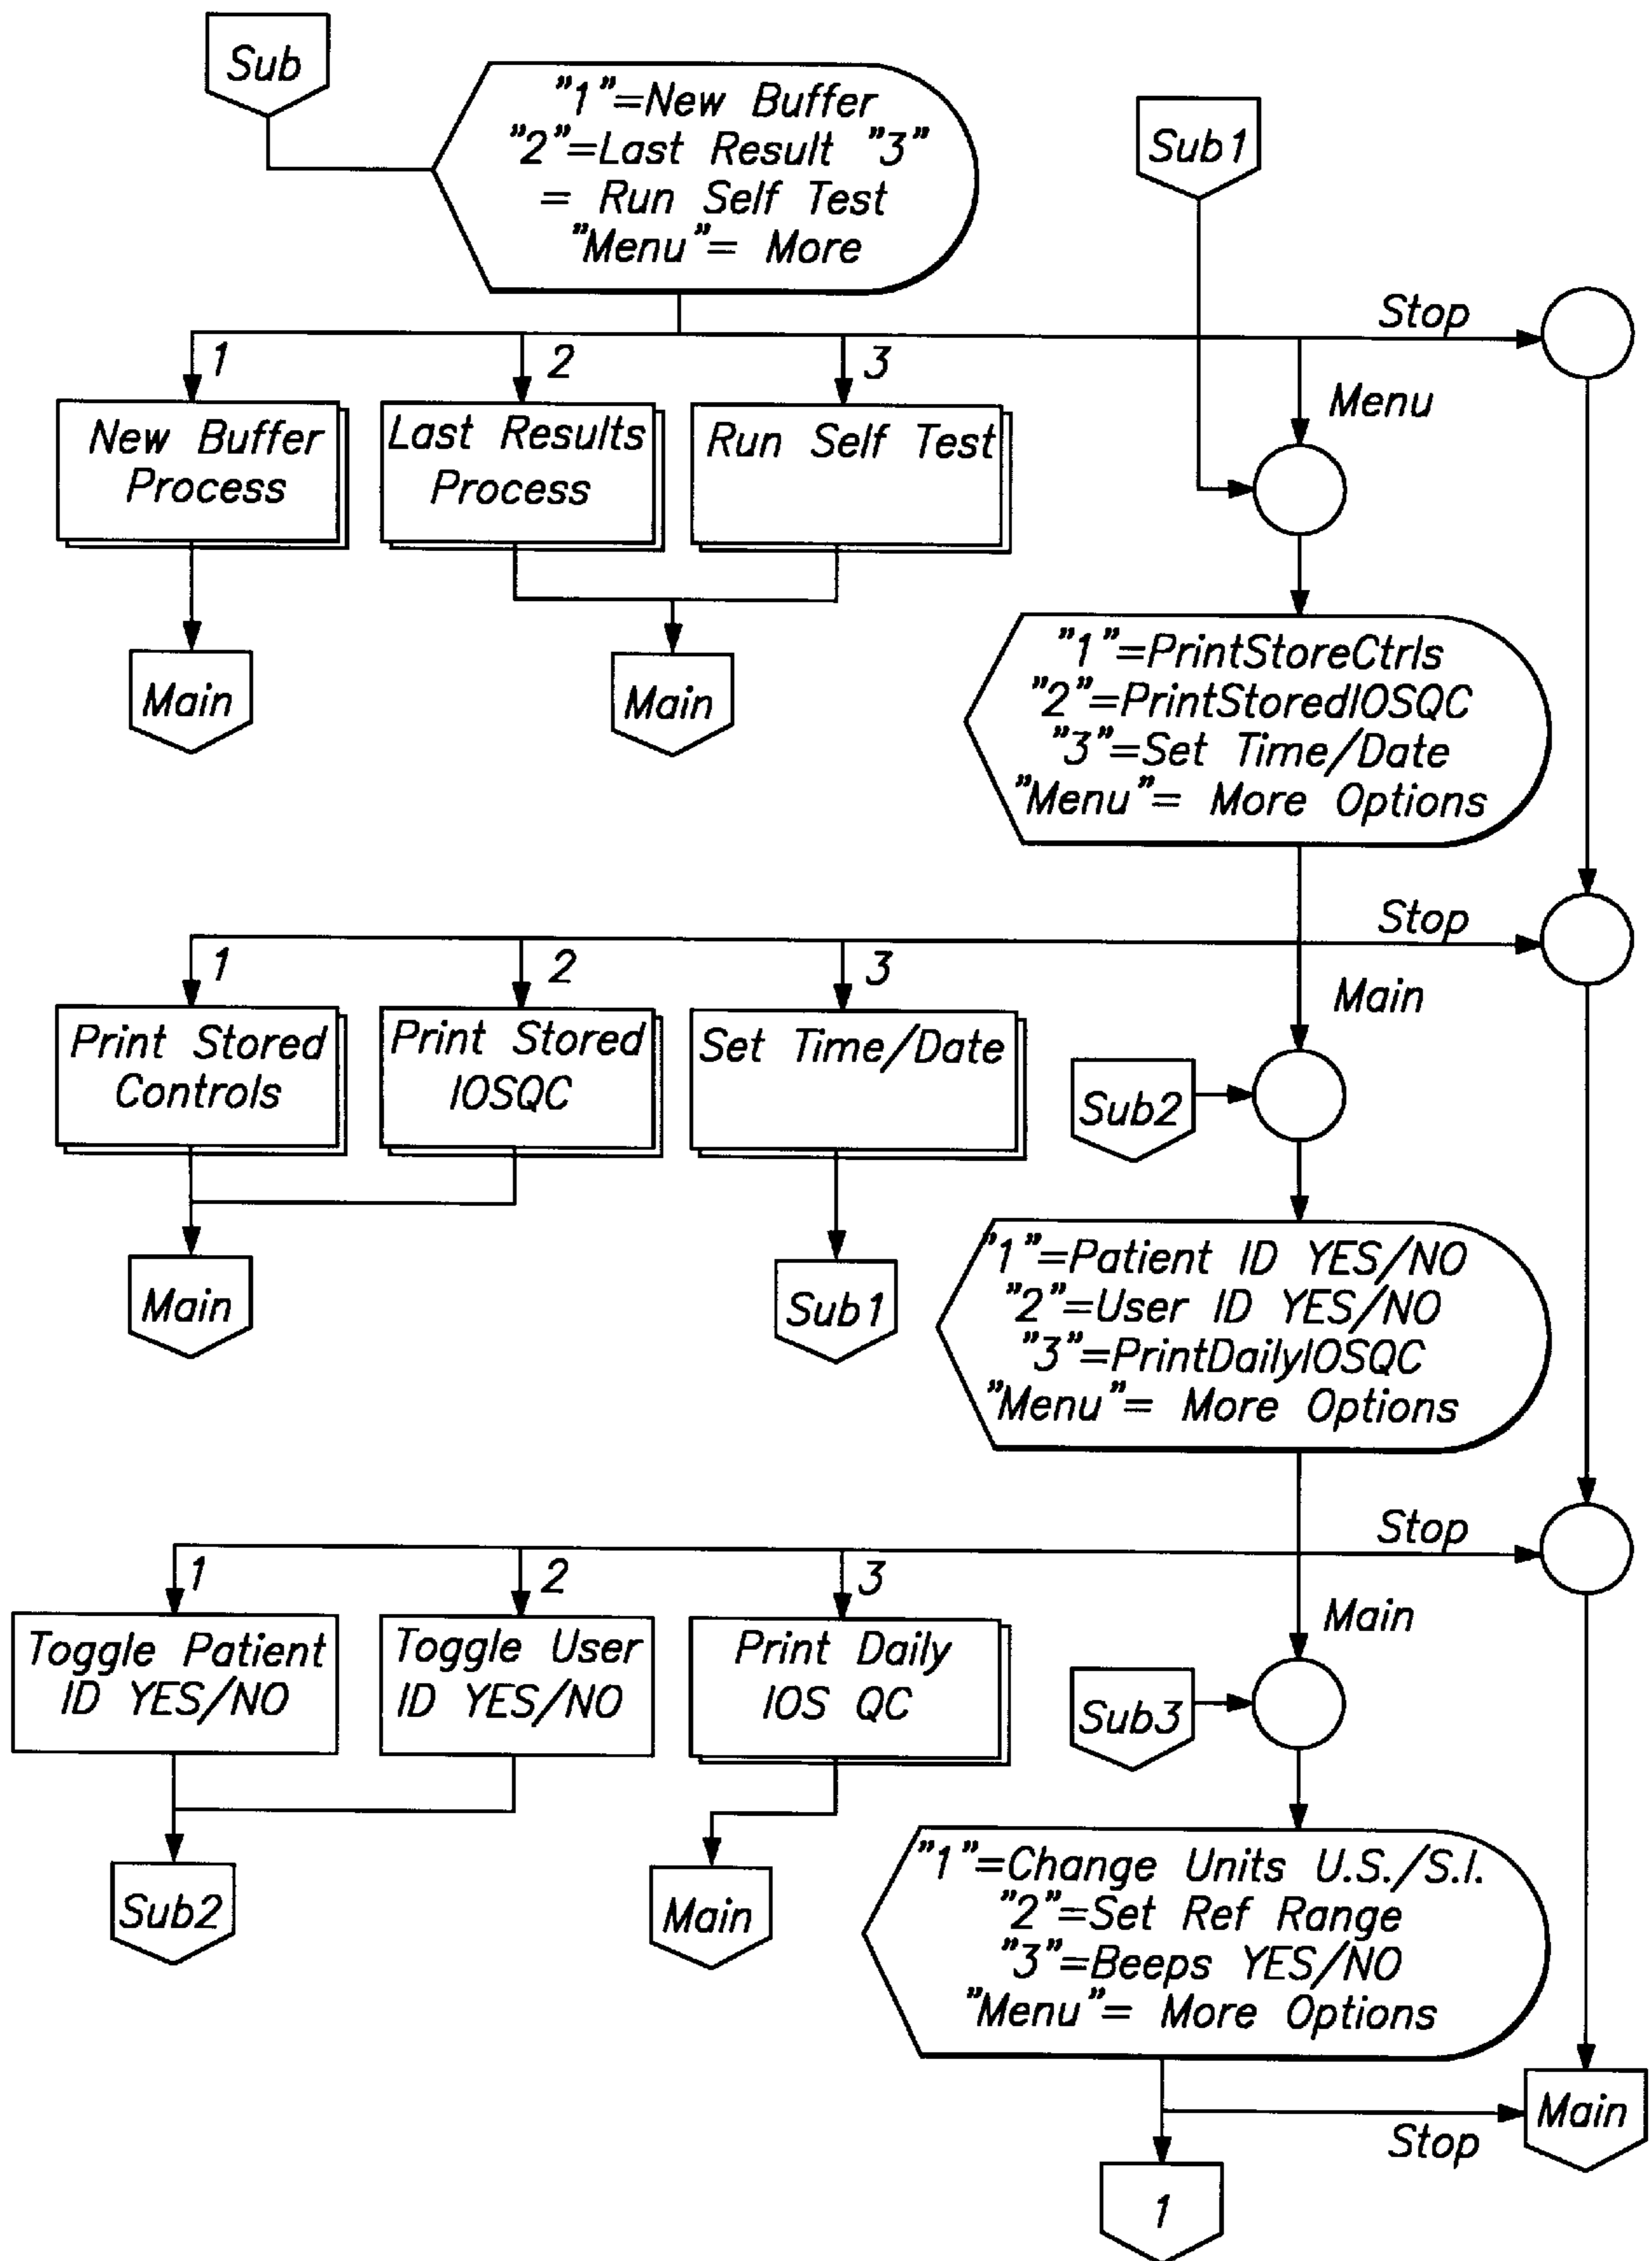 Sub
"1"=New Buffer
"2"=Last Result "3"
= Run Self Test
"Menu"= More
Sub1
Stop
1
2
3
Menu
New Buffer
Process
Last Results
Process
Run Self Test
Main
Main
"1"=PrintStoreCtrls
"2"=PrintStoredIOSQC
"3"=Set Time/Date
"Menu"= More Options
Stop
1
2
3
Main
Print Stored
Controls
Print Stored
IOSQC
Set Time/Date
Sub2
Main
Sub1
"1"=Patient ID YES/NO
"2"=User ID YES/NO
"3"=PrintDailyIOSQC
"Menu"= More Options
Stop
1
2
3
Main
Toggle Patient
ID YES/NO
Toggle User
ID YES/NO
Print Daily
IOS QC
Sub3
Sub2
Main
"1"=Change Units U.S./S.I.
"2"=Set Ref Range
"3"=Beeps YES/NO
"Menu"= More Options
Main
Stop
1